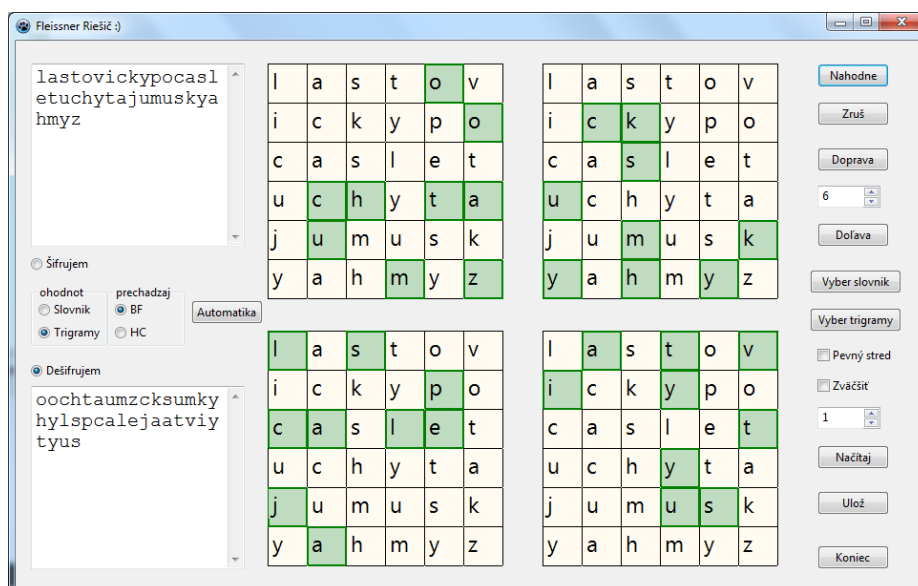 Fleissner Riešič :)
lastovickypocasl
etuchytajumuskya
hmyz
Šifrujem
ohodnot
prechadzaj
Slovnik
BF
Trigramy
HC
Automatika
Dešifrujem
oochtaumzcksumky
hylspcalejaatviy
tyus
l a s t o v
i c k y p o
c a s l e t
u c h y t a
j u m u s k
y a h m y z
l a s t o v
i c k y p o
c a s l e t
u c h y t a
j u m u s k
y a h m y z
l a s t o v
i c k y p o
c a s l e t
u c h y t a
j u m u s k
y a h m y z
l a s t o v
i c k y p o
c a s l e t
u c h y t a
j u m u s k
y a h m y z
Nahodne
Zruš
Doprava
6
Doľava
Vyber slovnik
Vyber trigramy
Pevný stred
Zväčšiť
1
Načítaj
Ulož
Koniec